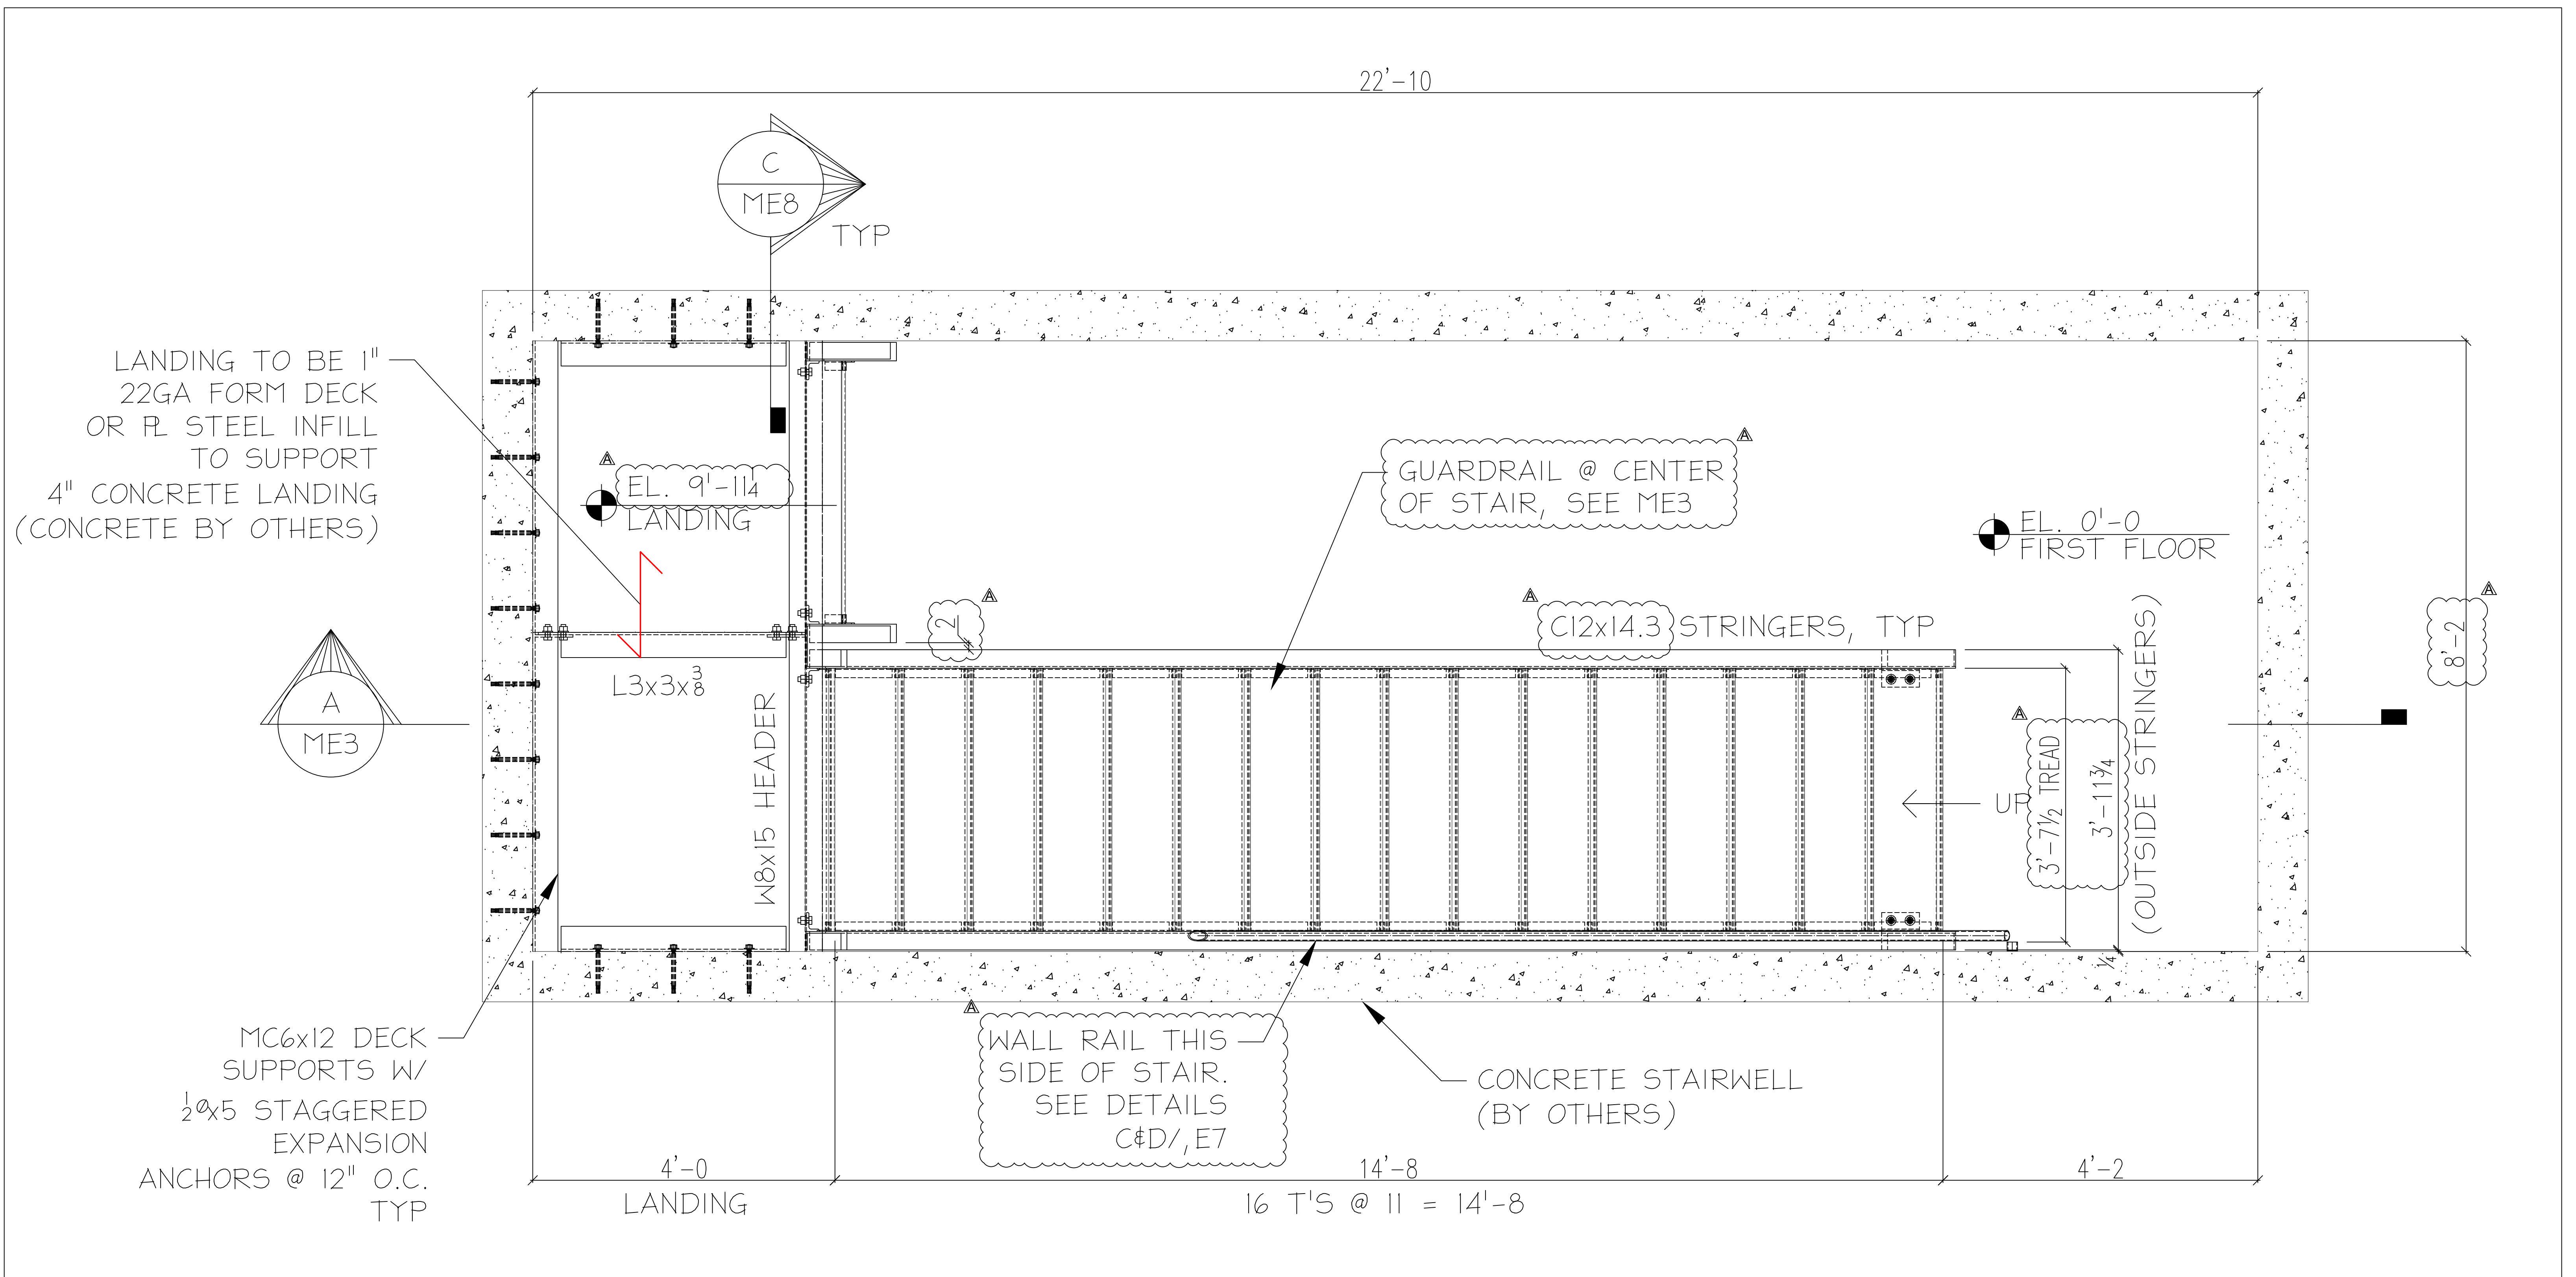 22'-10
C
ME8
TYP
LANDING TO BE 1"
22GA FORM DECK
OR PL STEEL INFILL
TO SUPPORT
4" CONCRETE LANDING
(CONCRETE BY OTHERS)
A
EL. 9'-11¼
LANDING
A
GUARDRAIL @ CENTER
OF STAIR, SEE ME3
EL. 0'-0
FIRST FLOOR
A
2
A
C12x14.3 STRINGERS, TYP
A
8'-2
A
ME3
L3x3x3/8
W8x15 HEADER
A
3'-7½ TREAD
3'-11¾
(OUTSIDE STRINGERS)
UP
1/4
MC6x12 DECK
SUPPORTS W/
½øx5 STAGGERED
EXPANSION
ANCHORS @ 12" O.C.
TYP
A
WALL RAIL THIS
SIDE OF STAIR.
SEE DETAILS
C&D/,E7
CONCRETE STAIRWELL
(BY OTHERS)
4'-0
LANDING
14'-8
16 T'S @ 11 = 14'-8
4'-2